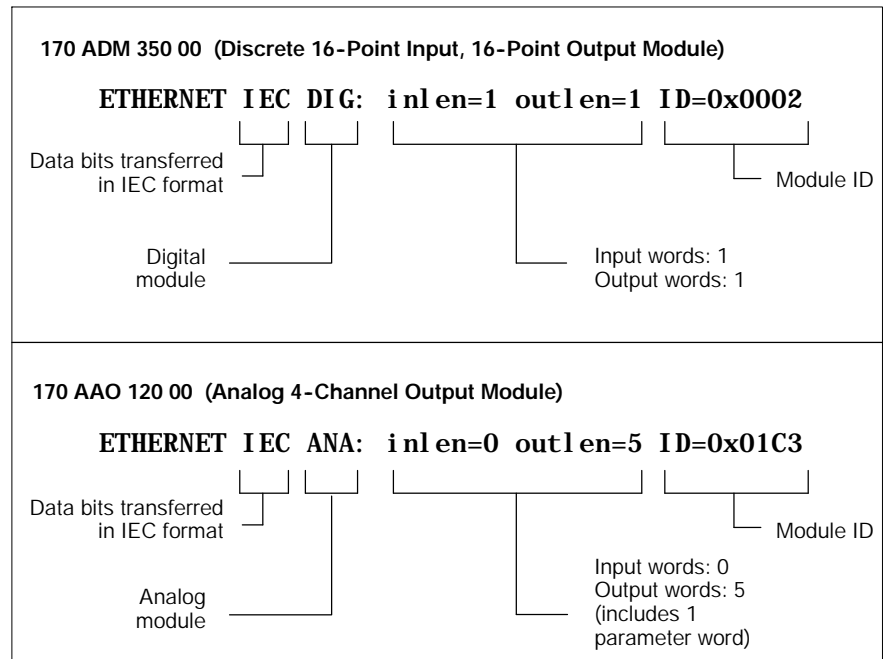 170 ADM 350 00 (Discrete 16-Point Input, 16-Point Output Module)
ETHERNET IEC DIG: inlen=1 outlen=1 ID=0x0002
Data bits transferred
in IEC format
Module ID
Digital
module
Input words: 1
Output words: 1
170 AAO 120 00 (Analog 4-Channel Output Module)
ETHERNET IEC ANA: inlen=0 outlen=5 ID=0x01C3
Data bits transferred
in IEC format
Module ID
Analog
module
Input words: 0
Output words: 5
(includes 1
parameter word)